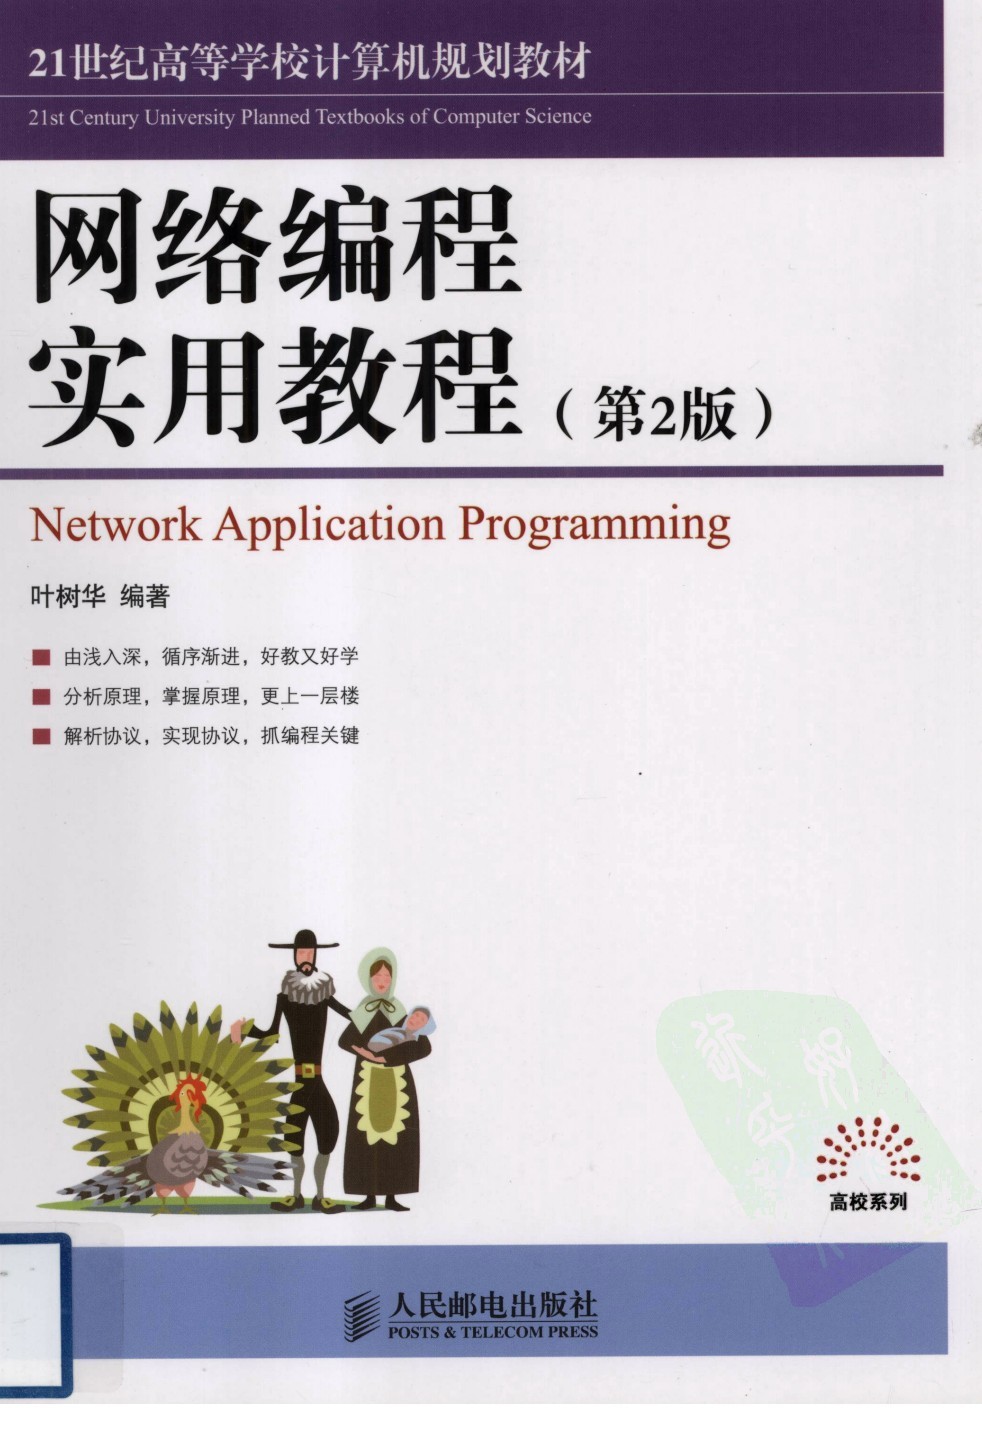 21世纪高等学校计算机规划教材
21st Century University Planned Textbooks of Computer Science
网络编程
实用教程（第2版）
Network Application Programming
叶树华 编著
由浅入深，循序渐进，好教又好学
分析原理，掌握原理，更上一层楼
解析协议，实现协议，抓编程关键
高校系列
人民邮电出版社
POSTS & TELECOM PRESS